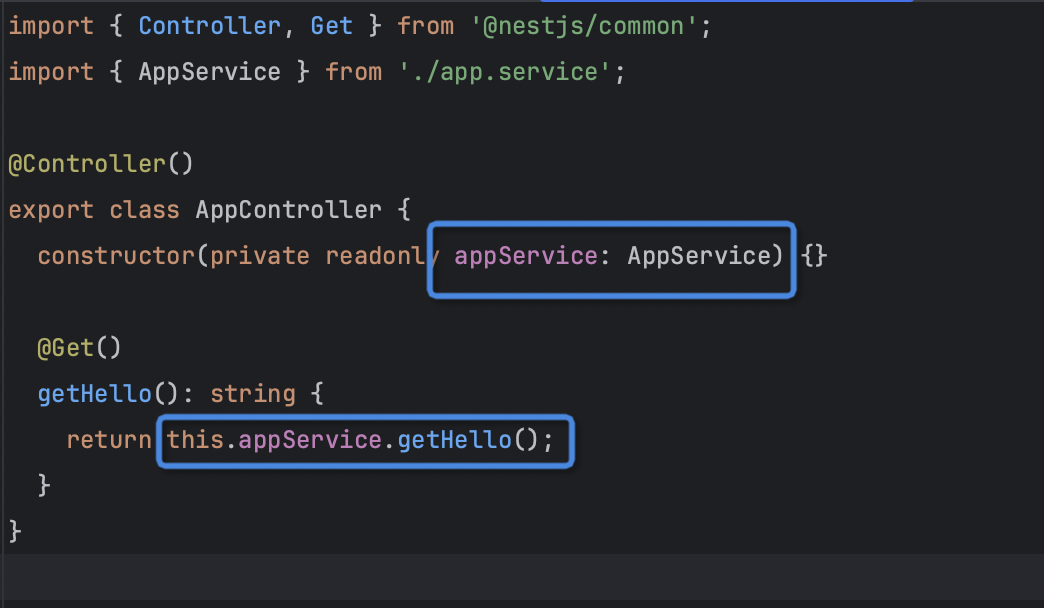 import { Controller, Get } from '@nestjs/common';
import { AppService } from './app.service';
@Controller()
export class AppController {
constructor(private readonly appService: AppService) {}
@Get()
getHello(): string {
return this.appService.getHello();
}
}